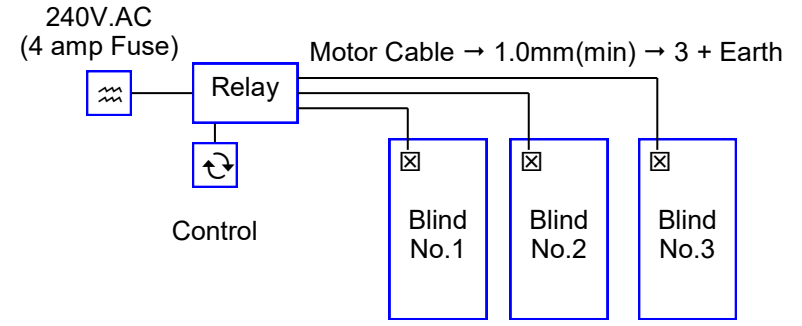 240V.AC
(4 amp Fuse)
Motor Cable → 1.0mm(min) → 3 + Earth
Relay
Control
Blind
No.1
Blind
No.2
Blind
No.3